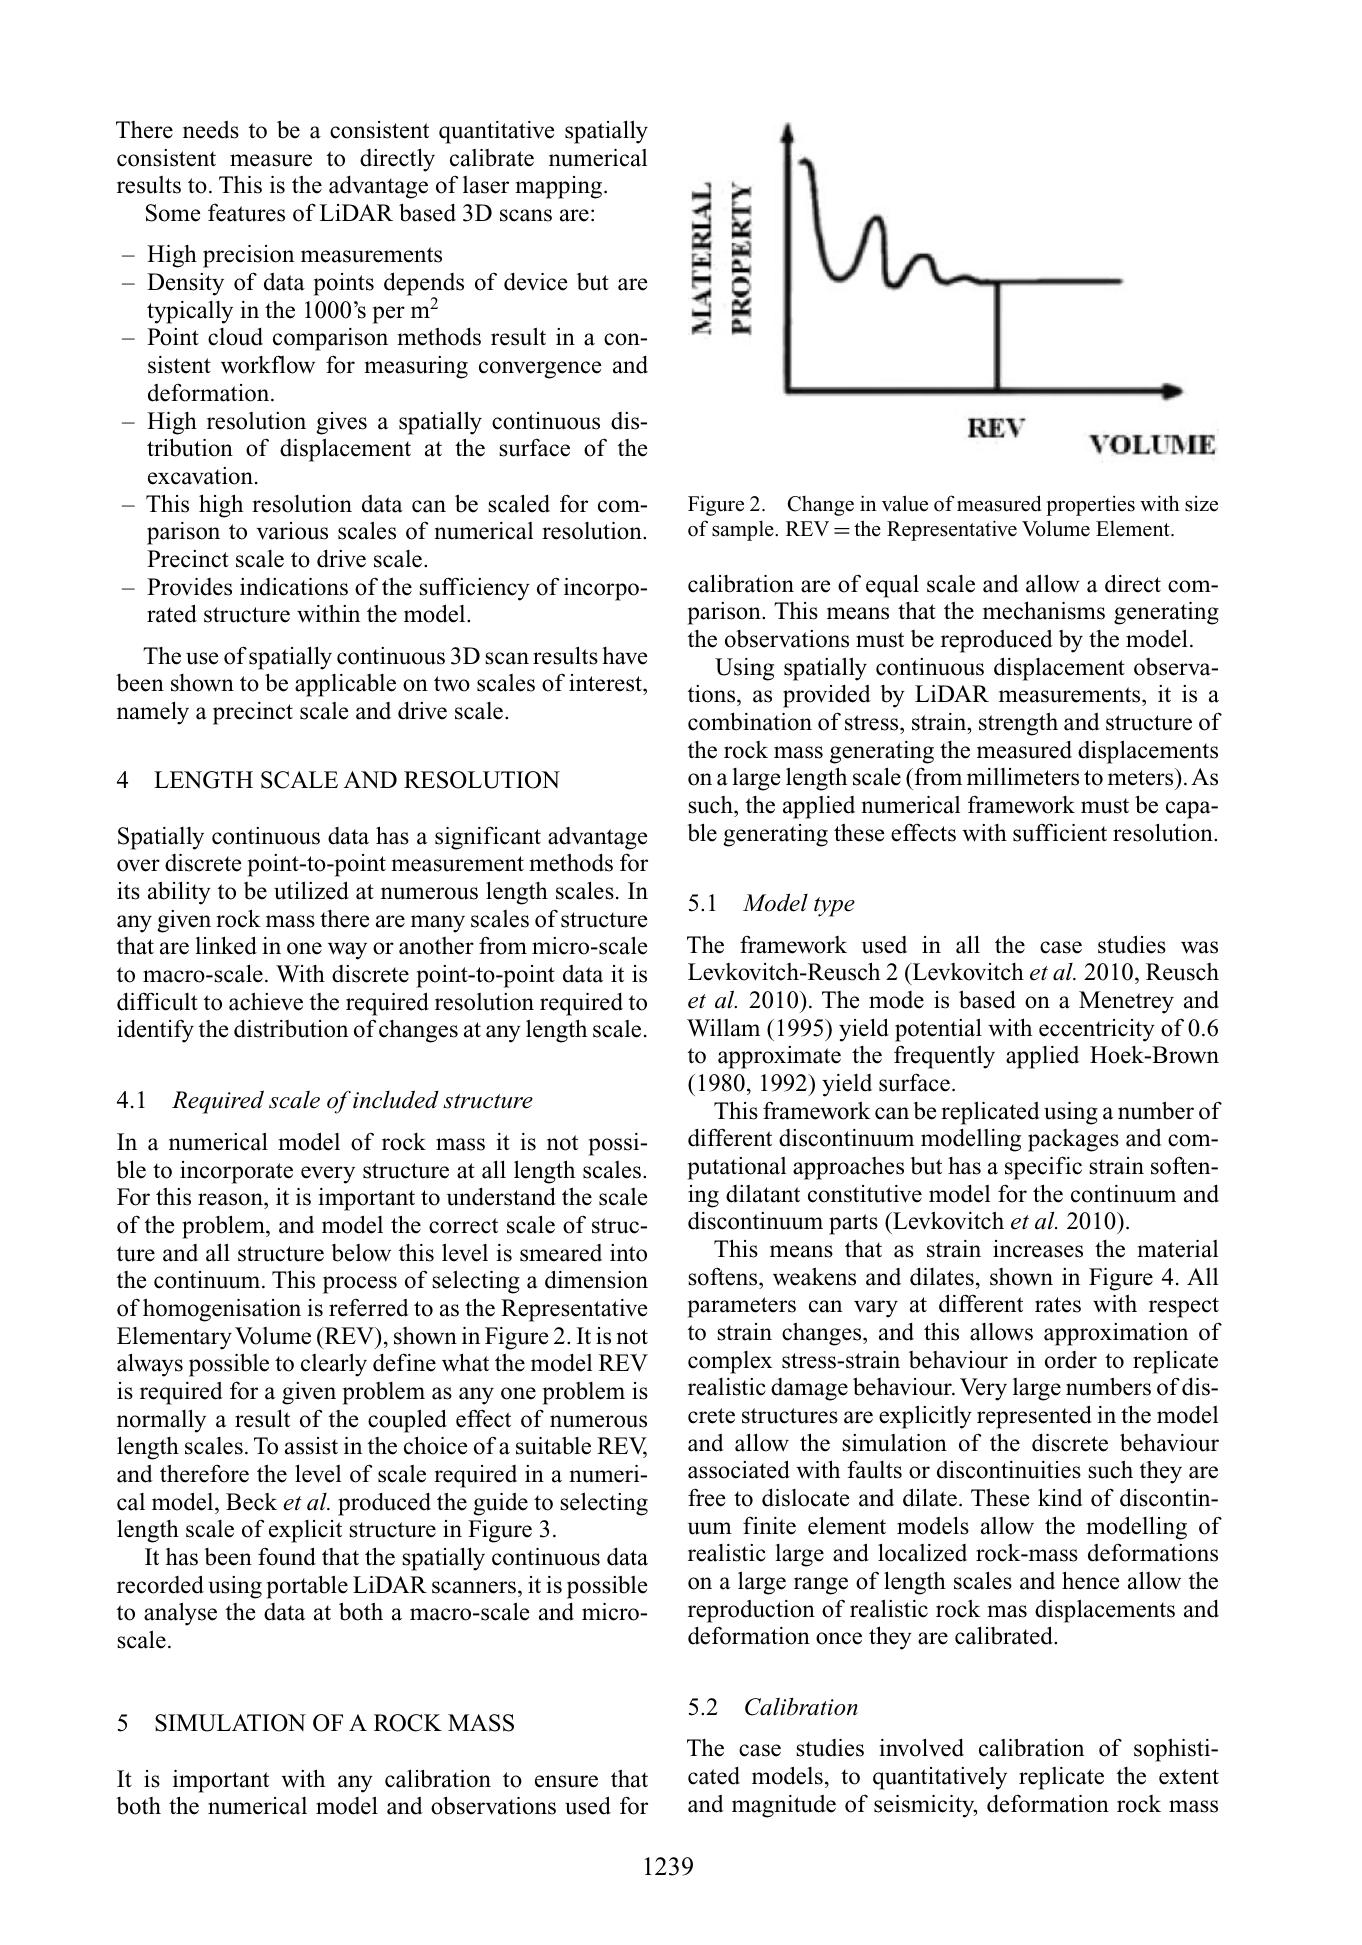 There needs to be a consistent quantitative spatially
consistent measure to directly calibrate numerical
results to. This is the advantage of laser mapping.
Some features of LiDAR based 3D scans are:
– High precision measurements
– Density of data points depends of device but are
typically in the 1000’s per m²
– Point cloud comparison methods result in a con-
sistent workflow for measuring convergence and
deformation.
– High resolution gives a spatially continuous dis-
tribution of displacement at the surface of the
excavation.
– This high resolution data can be scaled for com-
parison to various scales of numerical resolution.
Precinct scale to drive scale.
– Provides indications of the sufficiency of incorpo-
rated structure within the model.
The use of spatially continuous 3D scan results have
been shown to be applicable on two scales of interest,
namely a precinct scale and drive scale.
4 LENGTH SCALE AND RESOLUTION
Spatially continuous data has a significant advantage
over discrete point-to-point measurement methods for
its ability to be utilized at numerous length scales. In
any given rock mass there are many scales of structure
that are linked in one way or another from micro-scale
to macro-scale. With discrete point-to-point data it is
difficult to achieve the required resolution required to
identify the distribution of changes at any length scale.
4.1 Required scale of included structure
In a numerical model of rock mass it is not possi-
ble to incorporate every structure at all length scales.
For this reason, it is important to understand the scale
of the problem, and model the correct scale of struc-
ture and all structure below this level is smeared into
the continuum. This process of selecting a dimension
of homogenisation is referred to as the Representative
Elementary Volume (REV), shown in Figure 2. It is not
always possible to clearly define what the model REV
is required for a given problem as any one problem is
normally a result of the coupled effect of numerous
length scales. To assist in the choice of a suitable REV,
and therefore the level of scale required in a numeri-
cal model, Beck et al. produced the guide to selecting
length scale of explicit structure in Figure 3.
It has been found that the spatially continuous data
recorded using portable LiDAR scanners, it is possible
to analyse the data at both a macro-scale and micro-
scale.
5 SIMULATION OF A ROCK MASS
It is important with any calibration to ensure that
both the numerical model and observations used for
MATERIAL
PROPERTY
REV
VOLUME
Figure 2. Change in value of measured properties with size
of sample. REV = the Representative Volume Element.
calibration are of equal scale and allow a direct com-
parison. This means that the mechanisms generating
the observations must be reproduced by the model.
Using spatially continuous displacement observa-
tions, as provided by LiDAR measurements, it is a
combination of stress, strain, strength and structure of
the rock mass generating the measured displacements
on a large length scale (from millimeters to meters). As
such, the applied numerical framework must be capa-
ble generating these effects with sufficient resolution.
5.1 Model type
The framework used in all the case studies was
Levkovitch-Reusch 2 (Levkovitch et al. 2010, Reusch
et al. 2010). The mode is based on a Menetrey and
Willam (1995) yield potential with eccentricity of 0.6
to approximate the frequently applied Hoek-Brown
(1980, 1992) yield surface.
This framework can be replicated using a number of
different discontinuum modelling packages and com-
putational approaches but has a specific strain soften-
ing dilatant constitutive model for the continuum and
discontinuum parts (Levkovitch et al. 2010).
This means that as strain increases the material
softens, weakens and dilates, shown in Figure 4. All
parameters can vary at different rates with respect
to strain changes, and this allows approximation of
complex stress-strain behaviour in order to replicate
realistic damage behaviour. Very large numbers of dis-
crete structures are explicitly represented in the model
and allow the simulation of the discrete behaviour
associated with faults or discontinuities such they are
free to dislocate and dilate. These kind of discontin-
uum finite element models allow the modelling of
realistic large and localized rock-mass deformations
on a large range of length scales and hence allow the
reproduction of realistic rock mas displacements and
deformation once they are calibrated.
5.2 Calibration
The case studies involved calibration of sophisti-
cated models, to quantitatively replicate the extent
and magnitude of seismicity, deformation rock mass
1239